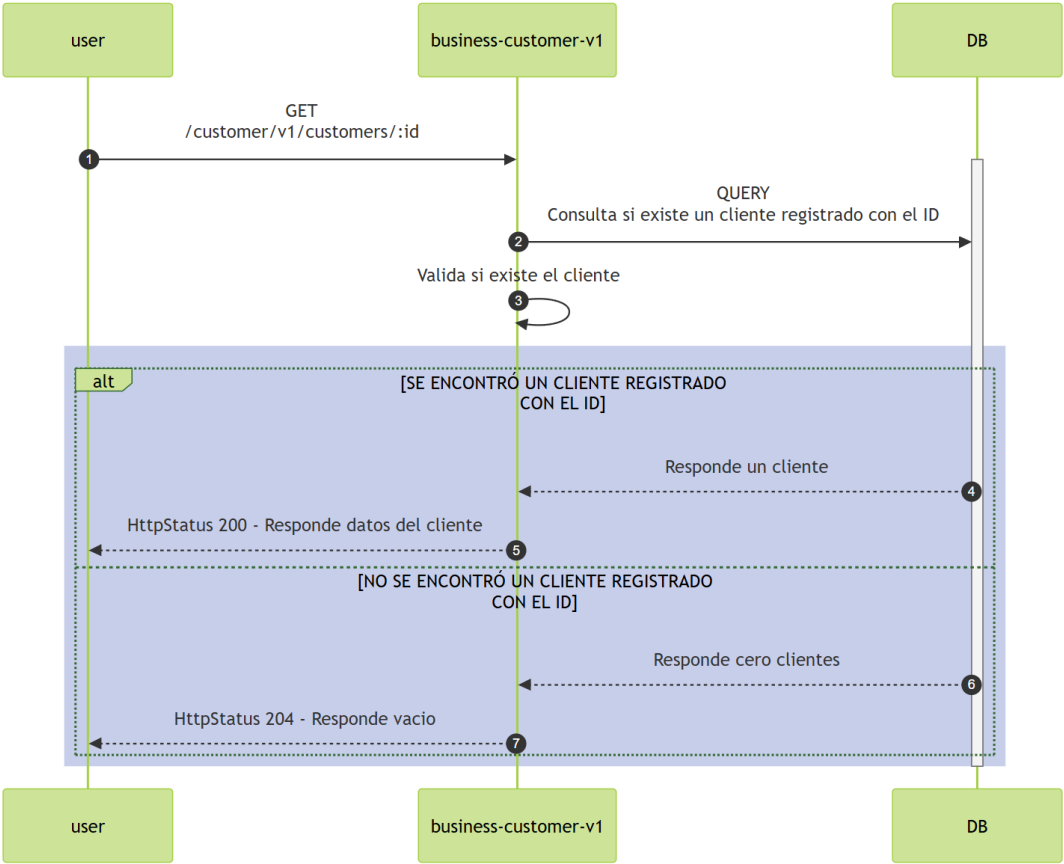 user
business-customer-v1
DB
GET
/customer/v1/customers/:id
1
QUERY
Consulta si existe un cliente registrado con el ID
2
Valida si existe el cliente
3
alt
[SE ENCONTRÓ UN CLIENTE REGISTRADO
CON EL ID]
Responde un cliente
4
HttpStatus 200 - Responde datos del cliente
5
[NO SE ENCONTRÓ UN CLIENTE REGISTRADO
CON EL ID]
Responde cero clientes
6
HttpStatus 204 - Responde vacio
7
user
business-customer-v1
DB